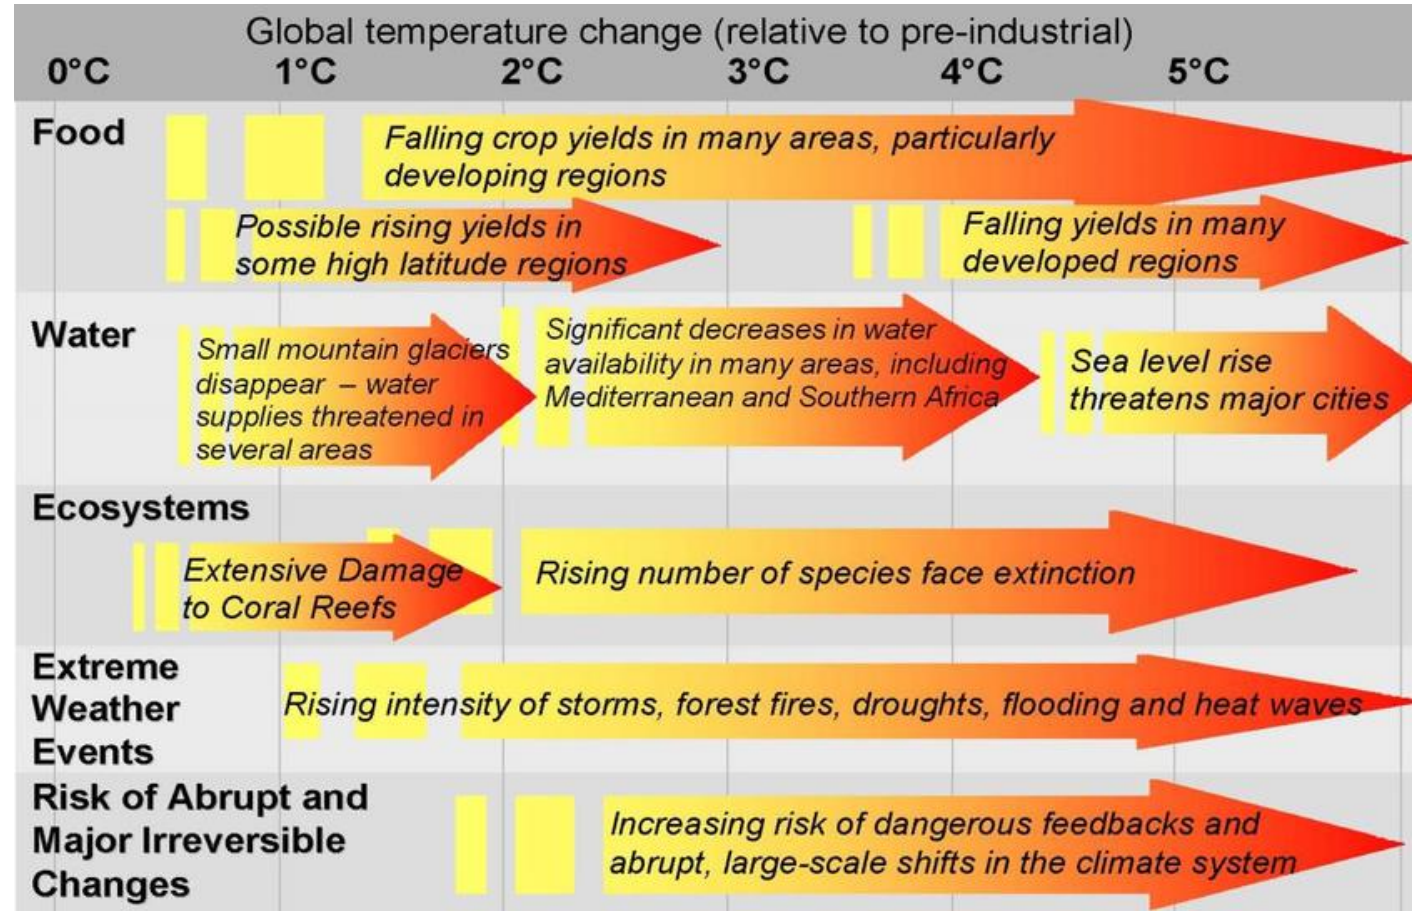 Global temperature change (relative to pre-industrial)
0°C 1°C 2°C 3°C 4°C 5°C
Food
Falling crop yields in many areas, particularly
developing regions
Possible rising yields in
some high latitude regions
Falling yields in many
developed regions
Water
Small mountain glaciers
disappear – water
supplies threatened in
several areas
Significant decreases in water
availability in many areas, including
Mediterranean and Southern Africa
Sea level rise
threatens major cities
Ecosystems
Extensive Damage
to Coral Reefs
Rising number of species face extinction
Extreme
Weather
Events
Rising intensity of storms, forest fires, droughts, flooding and heat waves
Risk of Abrupt and
Major Irreversible
Changes
Increasing risk of dangerous feedbacks and
abrupt, large-scale shifts in the climate system